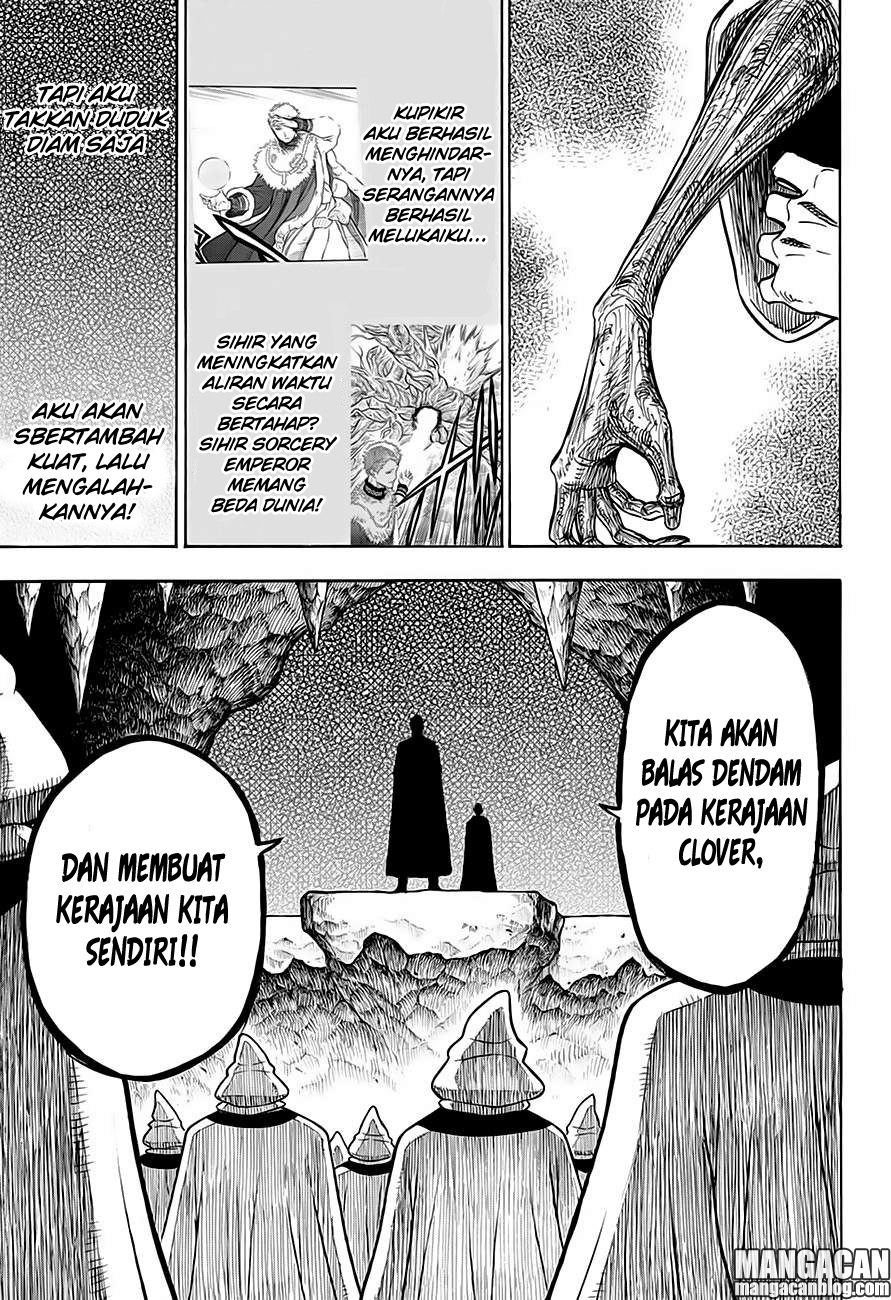 KUPIKIR
AKU BERHASIL
MENGHINDAR-
NYA, TAPI
SERANGANNYA
BERHASIL
MELUKAIKU...
SIHIR YANG
MENINGKATKAN
ALIRAN WAKTU
SECARA
BERTAHAP?
SIHIR SORCERY
EMPEROR
MEMANG
BEDA DUNIA!
TAPI AKU
TAKKAN DUDUK
DIAM SAJA
AKU AKAN
SBERTAMBAH
KUAT, LALU
MENGALAH-
KANNYA!
KITA AKAN
BALAS DENDAM
PADA KERAJAAN
CLOVER,
DAN MEMBUAT
KERAJAAN KITA
SENDIRI!!
MANGACAN
mangacanblog.com